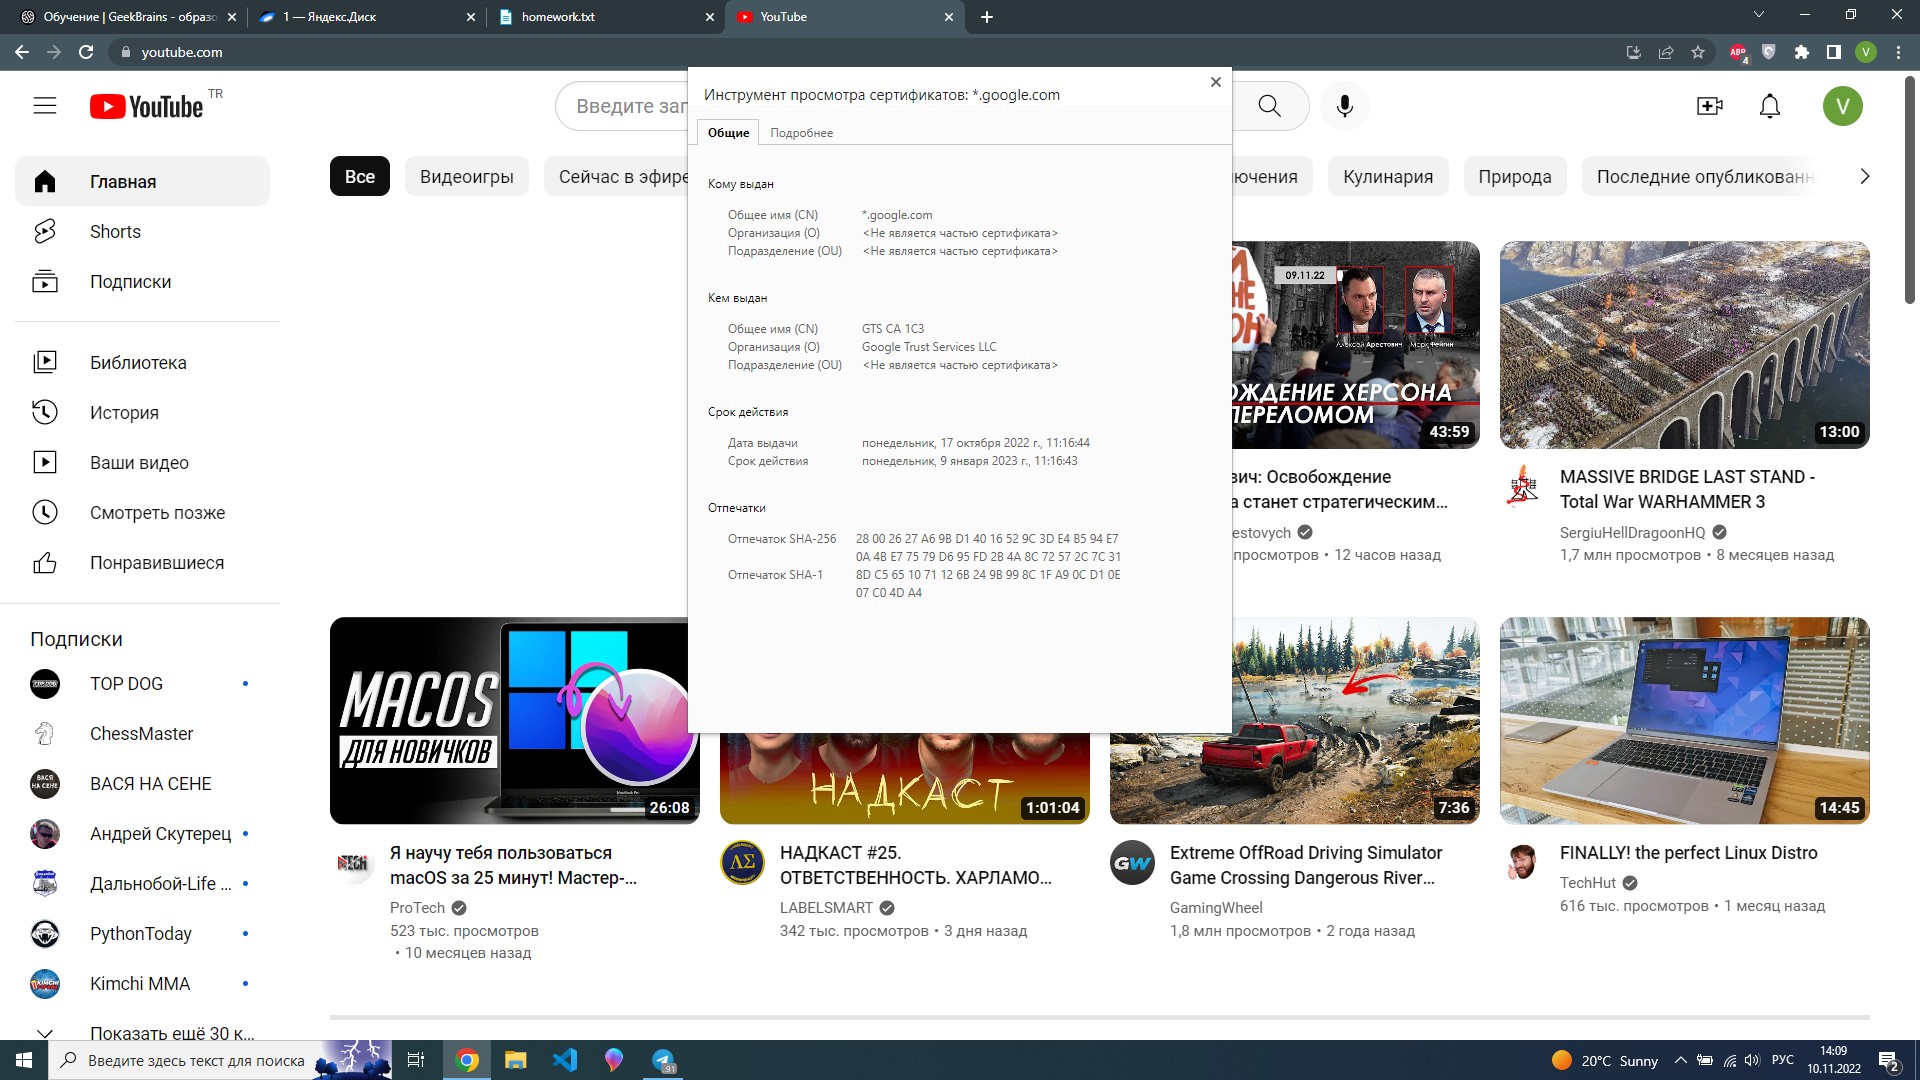 Обучение | GeekBrains - образо
1 — Яндекс.Диск
homework.txt
YouTube
youtube.com
ABP
4
V
YouTube
TR
Введите зап
V
Инструмент просмотра сертификатов: *.google.com
Общие
Подробнее
Кому выдан
Общее имя (CN) *.google.com
Организация (O) <Не является частью сертификата>
Подразделение (OU) <Не является частью сертификата>
Кем выдан
Общее имя (CN) GTS CA 1C3
Организация (O) Google Trust Services LLC
Подразделение (OU) <Не является частью сертификата>
Срок действия
Дата выдачи понедельник, 17 октября 2022 г., 11:16:44
Срок действия понедельник, 9 января 2023 г., 11:16:43
Отпечатки
Отпечаток SHA-256 28 00 26 27 A6 9B D1 40 16 52 9C 3D E4 B5 94 E7
0A 4B E7 75 79 D6 95 FD 2B 4A 8C 72 57 2C 7C 31
Отпечаток SHA-1 8D C5 65 10 71 12 6B 24 9B 99 8C 1F A9 0C D1 0E
07 C0 4D A4
Главная
Shorts
Подписки
Библиотека
История
Ваши видео
Смотреть позже
Понравившиеся
Подписки
TOP DOG
ChessMaster
ВАСЯ НА СЕНЕ
Андрей Скутерец
Дальнобой-Life ...
PythonToday
Kimchi MMA
Показать ещё 30 к...
Все
Видеоигры
Сейчас в эфире
ючения
Кулинария
Природа
Последние опубликованн
09.11.22
Алексей Арестович
Марк Фейгин
ОЖДЕНИЕ ХЕРСОНА
ПЕРЕЛОМОМ
43:59
вич: Освобождение
а станет стратегическим...
estovych
просмотров • 12 часов назад
13:00
MASSIVE BRIDGE LAST STAND -
Total War WARHAMMER 3
SergiuHellDragoonHQ
1,7 млн просмотров • 8 месяцев назад
MACOS
ДЛЯ НОВИЧКОВ
26:08
Я научу тебя пользоваться
macOS за 25 минут! Мастер-...
ProTech
523 тыс. просмотров
• 10 месяцев назад
НАДКАСТ
1:01:04
НАДКАСТ #25.
ОТВЕТСТВЕННОСТЬ. ХАРЛАМО...
LABELSMART
342 тыс. просмотров • 3 дня назад
7:36
GW
Extreme OffRoad Driving Simulator
Game Crossing Dangerous River...
GamingWheel
1,8 млн просмотров • 2 года назад
14:45
FINALLY! the perfect Linux Distro
TechHut
616 тыс. просмотров • 1 месяц назад
Введите здесь текст для поиска
91
20°C Sunny
РУС
14:09
10.11.2022
2